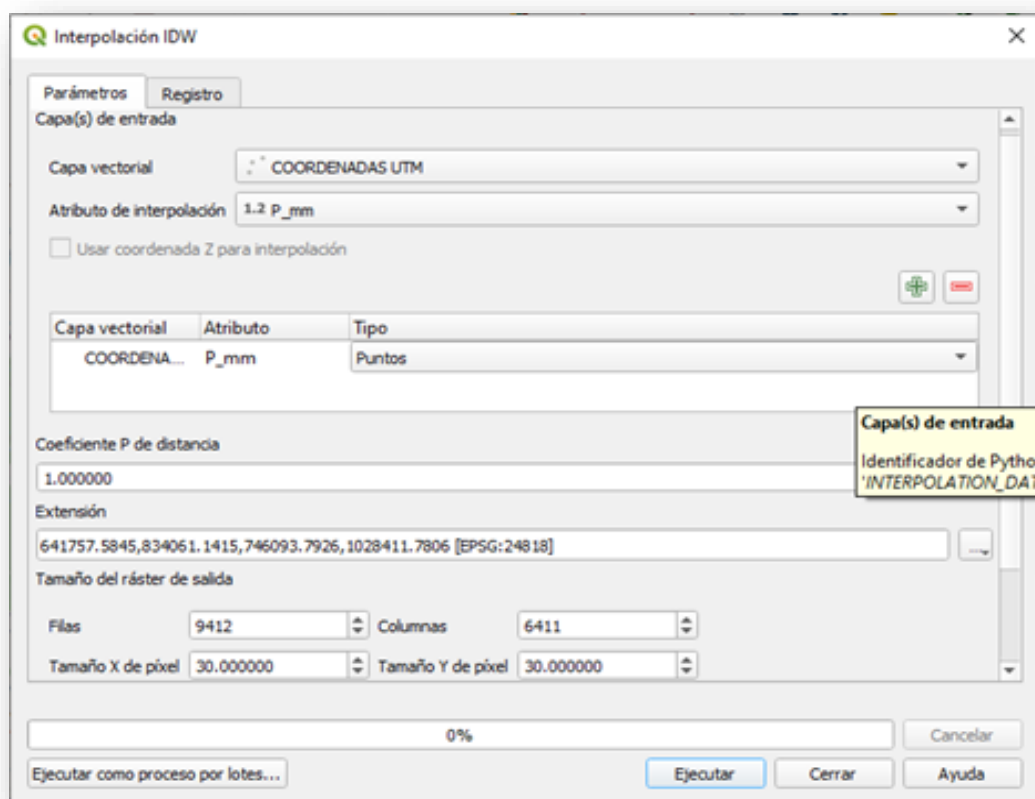 Interpolación IDW
Parámetros Registro
Capa(s) de entrada
Capa vectorial COORDENADAS UTM
Atributo de interpolación 1.2 P_mm
Usar coordenada Z para interpolación
Capa vectorial Atributo Tipo
COORDENA... P_mm Puntos
Capa(s) de entrada
Coeficiente P de distancia
Identificador de Pytho
1.000000
'INTERPOLATION_DAT
Extensión
641757.5845,834061.1415,746093.7926,1028411.7806 [EPSG:24818]
...
Tamaño del ráster de salida
Filas 9412 Columnas 6411
Tamaño X de píxel 30.000000 Tamaño Y de píxel 30.000000
0% Cancelar
Ejecutar como proceso por lotes... Ejecutar Cerrar Ayuda